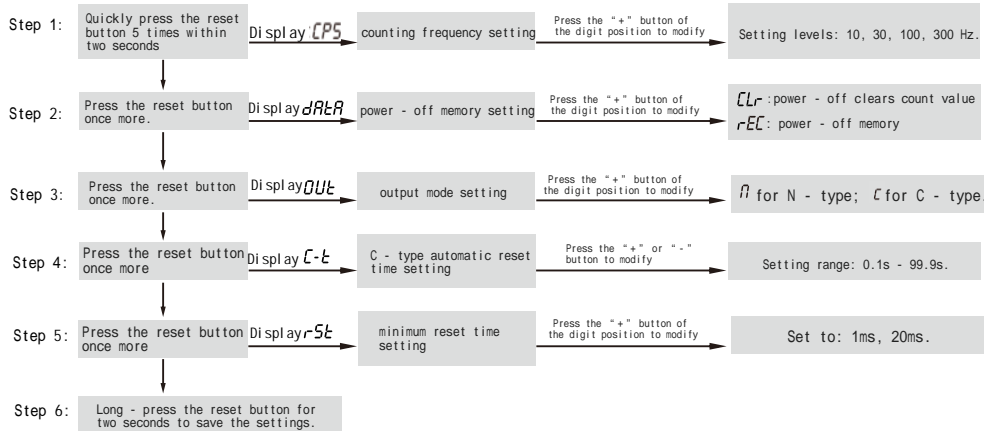 Step 1:
Quickly press the reset
button 5 times within
two seconds
Display CPS
counting frequency setting
Press the "+" button of
the digit position to modify
Setting levels: 10, 30, 100, 300 Hz.
Step 2:
Press the reset button
once more.
Display dAtA
power - off memory setting
Press the "+" button of
the digit position to modify
CLr : power - off clears count value
rEC : power - off memory
Step 3:
Press the reset button
once more.
Display OUt
output mode setting
Press the "+" button of
the digit position to modify
n for N - type; C for C - type.
Step 4:
Press the reset button
once more
Display C-t
C - type automatic reset
time setting
Press the "+" or "-"
button to modify
Setting range: 0.1s - 99.9s.
Step 5:
Press the reset button
once more
Display rSt
minimum reset time
setting
Press the "+" button of
the digit position to modify
Set to: 1ms, 20ms.
Step 6:
Long - press the reset button for
two seconds to save the settings.